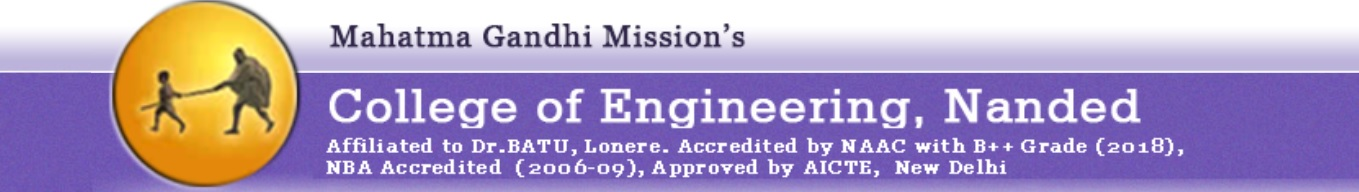 Mahatma Gandhi Mission's
College of Engineering, Nanded
Affiliated to Dr.BATU, Lonere. Accredited by NAAC with B++ Grade (2018),
NBA Accredited (2006-09), Approved by AICTE, New Delhi